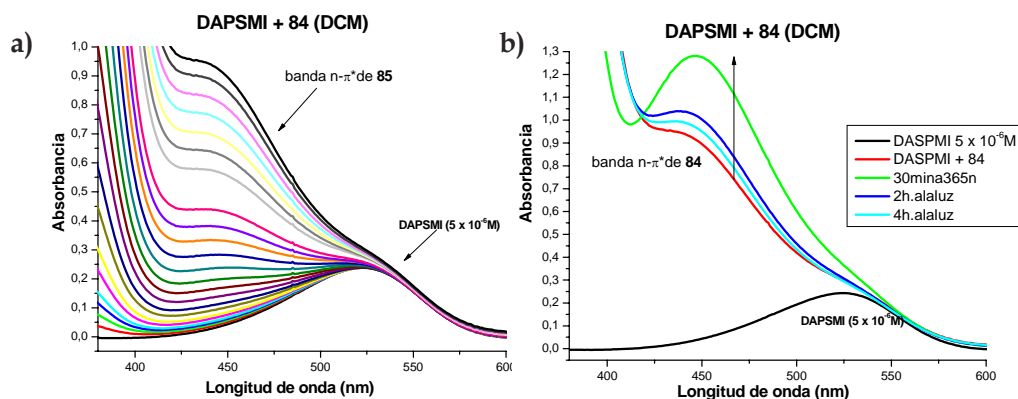 a)
DAPSMI + 84 (DCM)
1,0
0,9
0,8
0,7
0,6
0,5
0,4
0,3
0,2
0,1
0,0
Absorbancia
banda n-π*de 85
DAPSMI (5 x 10⁻⁶M)
400 450 500 550 600
Longitud de onda (nm)
b)
DAPSMI + 84 (DCM)
1,3
1,2
1,1
1,0
0,9
0,8
0,7
0,6
0,5
0,4
0,3
0,2
0,1
0,0
Absorbancia
banda n-π*de 84
DAPSMI (5 x 10⁻⁶M)
400 450 500 550 600
Longitud de onda (nm)
DASPMI 5 x 10⁻⁶M
DASPMI + 84
30mina365n
2h.alaluz
4h.alaluz